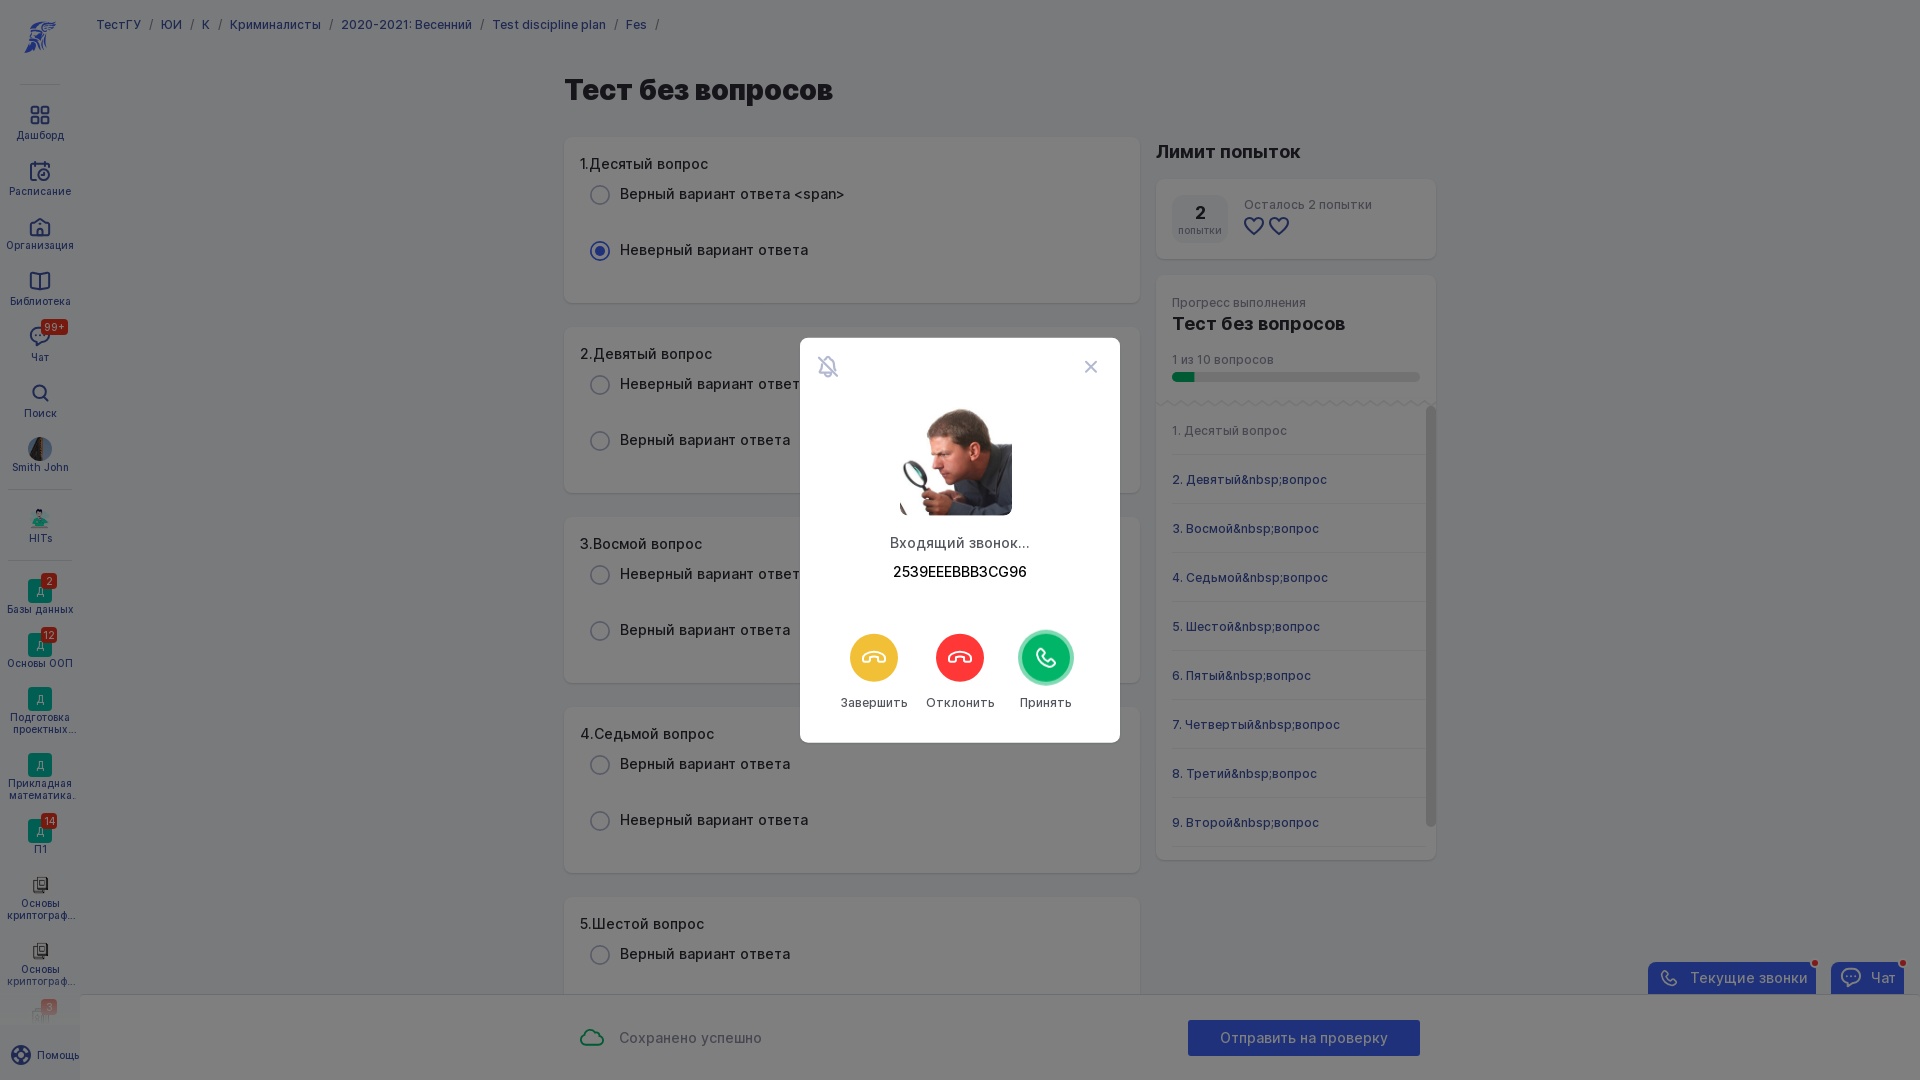 ТестГУ / ЮИ / К / Криминалисты / 2020-2021: Весенний / Test discipline plan / Fes /
Дашборд
Расписание
Организация
Библиотека
99+
Чат
Поиск
Smith John
HITs
2
Д
Базы данных
12
Д
Основы ООП
Д
Подготовка
проектных...
Д
Прикладная
математика.
14
Д
П1
Основы
криптограф...
Основы
криптограф...
3
Помощь
Тест без вопросов
1.Десятый вопрос
Верный вариант ответа <span>
Неверный вариант ответа
2.Девятый вопрос
Неверный вариант ответ
Верный вариант ответа
3.Восмой вопрос
Неверный вариант ответ
Верный вариант ответа
4.Седьмой вопрос
Верный вариант ответа
Неверный вариант ответа
5.Шестой вопрос
Верный вариант ответа
Входящий звонок...
2539EEEBBB3CG96
Завершить
Отклонить
Принять
Лимит попыток
2
попытки
Осталось 2 попытки
Прогресс выполнения
Тест без вопросов
1 из 10 вопросов
1. Десятый вопрос
2. Девятый&nbsp;вопрос
3. Восмой&nbsp;вопрос
4. Седьмой&nbsp;вопрос
5. Шестой&nbsp;вопрос
6. Пятый&nbsp;вопрос
7. Четвертый&nbsp;вопрос
8. Третий&nbsp;вопрос
9. Второй&nbsp;вопрос
Текущие звонки
Чат
Сохранено успешно
Отправить на проверку